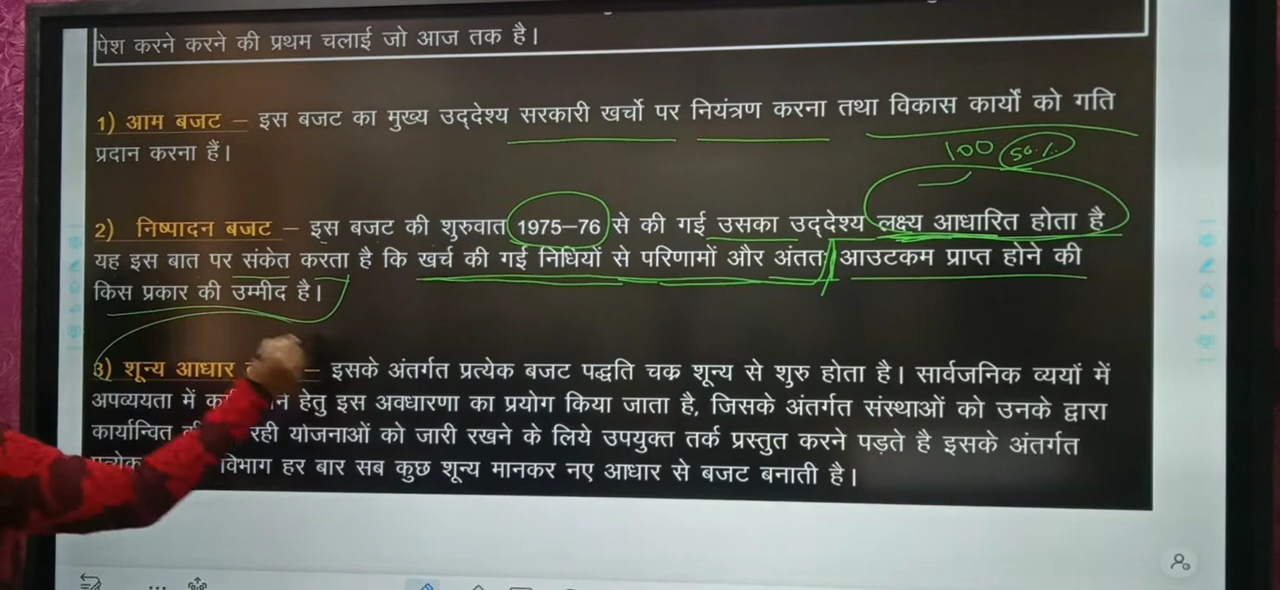 पेश करने करने की प्रथम चलाई जो आज तक है।
1) आम बजट – इस बजट का मुख्य उद्देश्य सरकारी खर्चो पर नियंत्रण करना तथा विकास कार्यों को गति
प्रदान करना हैं।
100 50%
2) निष्पादन बजट – इस बजट की शुरुवात 1975–76 से की गई उसका उद्देश्य लक्ष्य आधारित होता है
यह इस बात पर संकेत करता है कि खर्च की गई निधियों से परिणामों और अंततः आउटकम प्राप्त होने की
किस प्रकार की उम्मीद है।
3) शून्य आधार – इसके अंतर्गत प्रत्येक बजट पद्धति चक्र शून्य से शुरु होता है। सार्वजनिक व्ययों में
अपव्ययता में हेतु इस अवधारणा का प्रयोग किया जाता है, जिसके अंतर्गत संस्थाओं को उनके द्वारा
कार्यान्वित रही योजनाओं को जारी रखने के लिये उपयुक्त तर्क प्रस्तुत करने पड़ते है इसके अंतर्गत
विभाग हर बार सब कुछ शून्य मानकर नए आधार से बजट बनाती है।